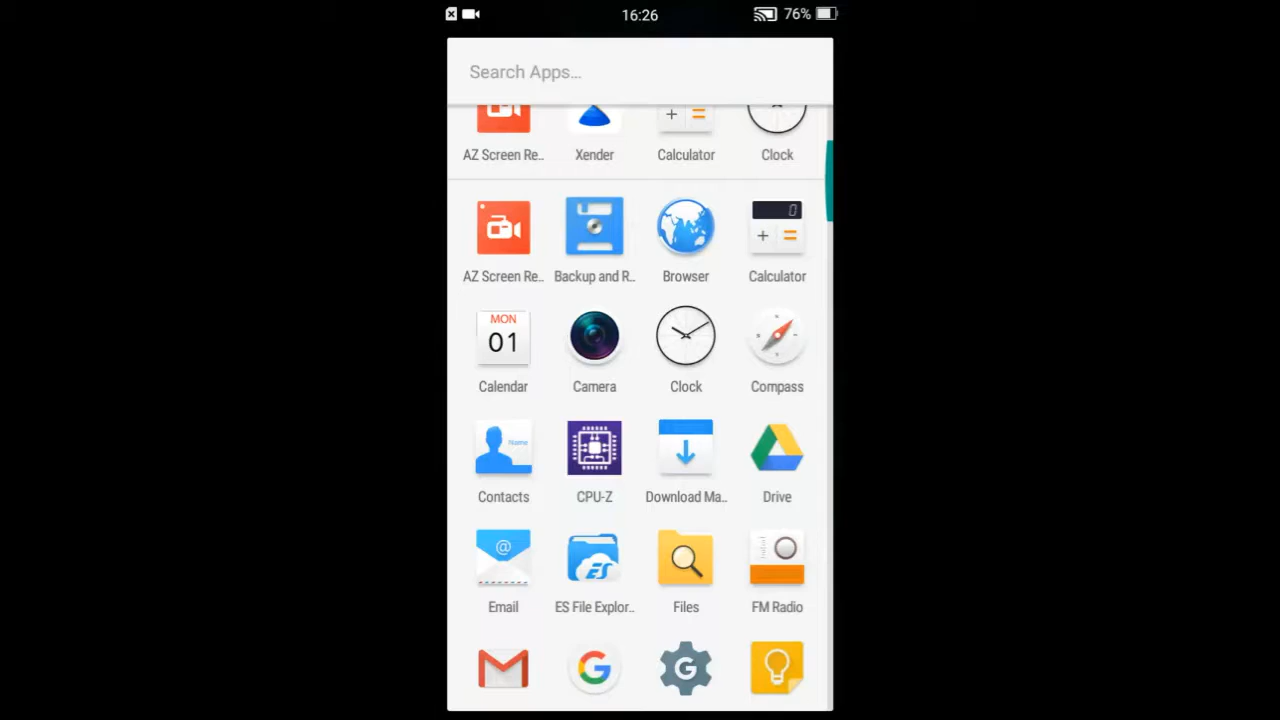 16:26 76%
Search Apps...
AZ Screen Re.. Xender Calculator Clock
0
AZ Screen Re.. Backup and R.. Browser Calculator
MON
01
Calendar Camera Clock Compass
Name
Contacts CPU-Z Download Ma.. Drive
@
ES
Email ES File Explor.. Files FM Radio
G